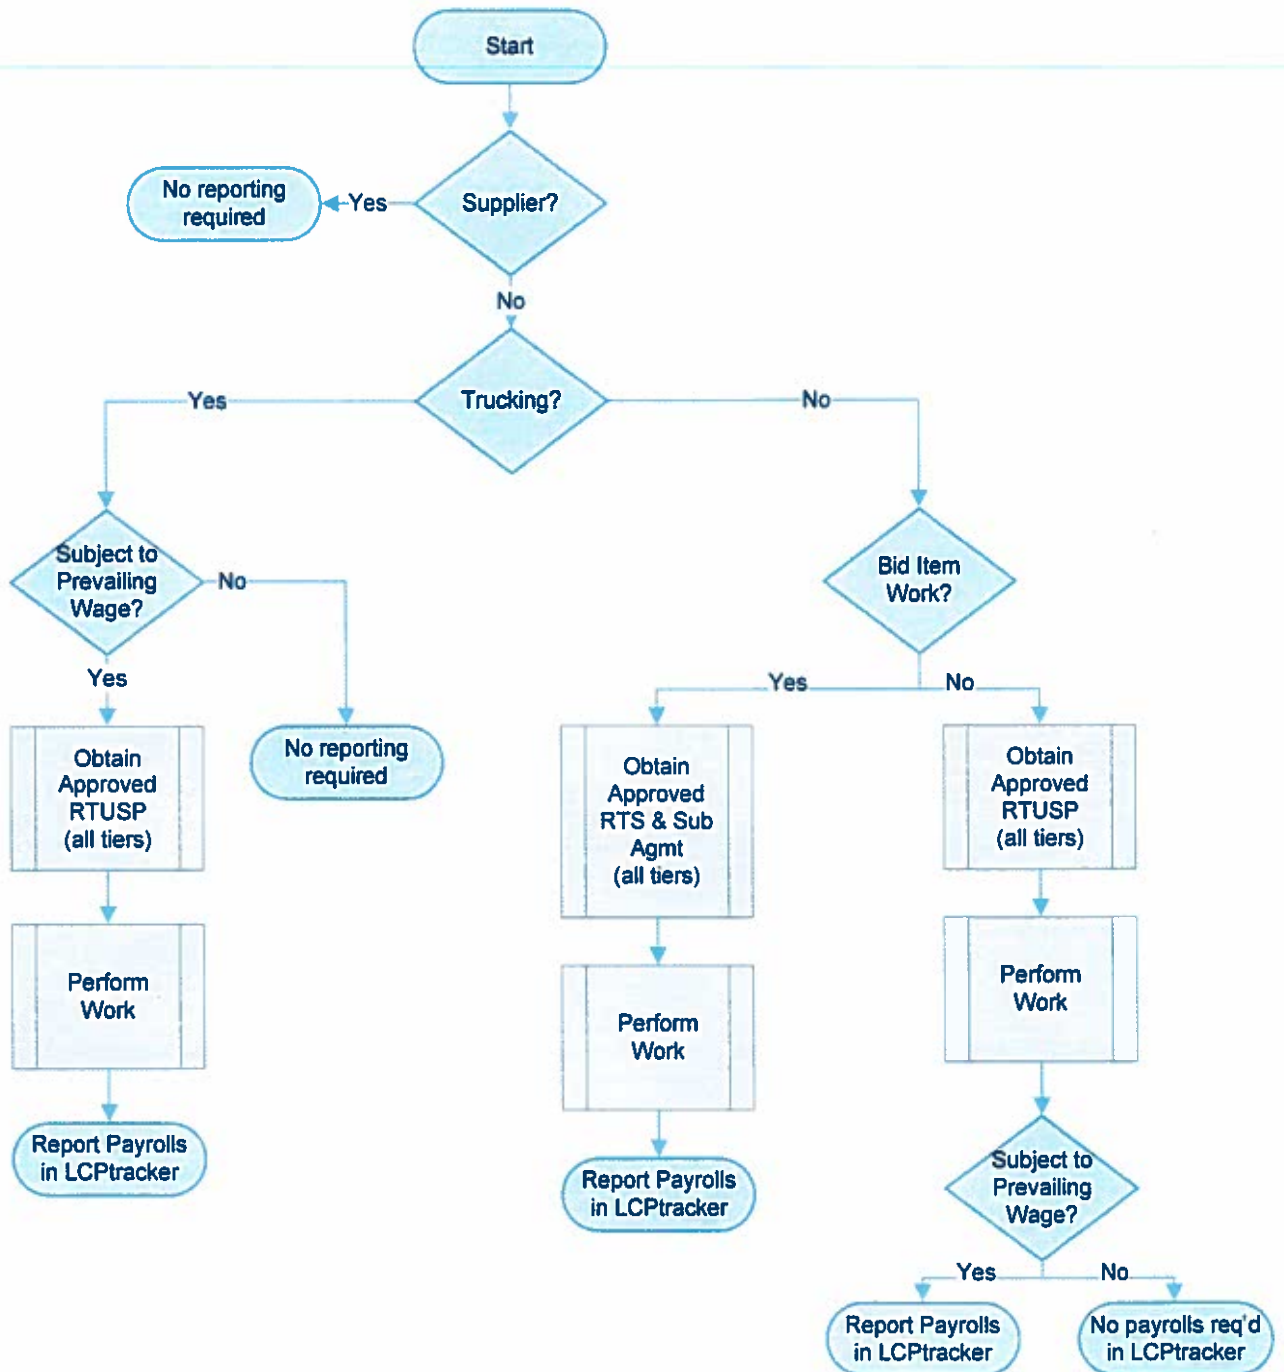 Start
No reporting
required
Yes
Supplier?
No
Yes
Trucking?
No
Subject to
Prevailing
Wage?
No
Bid Item
Work?
Yes
Yes
No
Obtain
Approved
RTUSP
(all tiers)
No reporting
required
Obtain
Approved
RTS & Sub
Agmt
(all tiers)
Obtain
Approved
RTUSP
(all tiers)
Perform
Work
Perform
Work
Perform
Work
Report Payrolls
in LCPtracker
Report Payrolls
in LCPtracker
Subject to
Prevailing
Wage?
Yes
No
Report Payrolls
in LCPtracker
No payrolls req'd
in LCPtracker